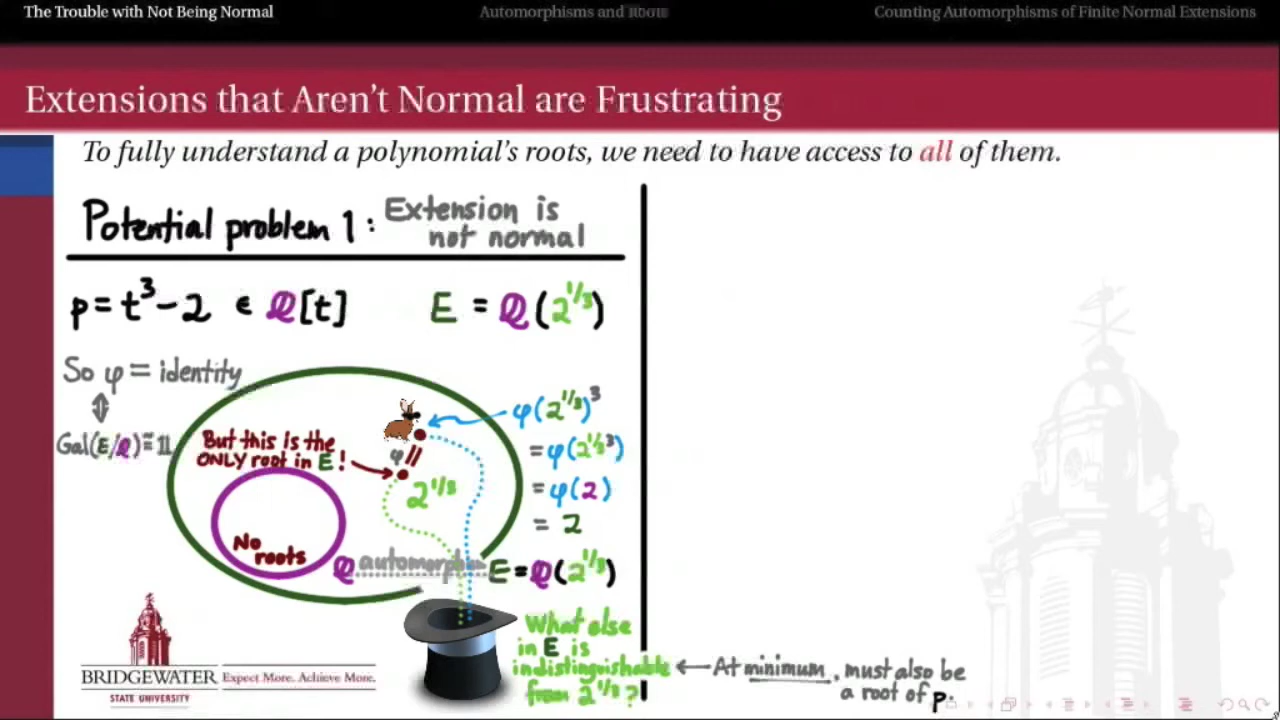 The Trouble with Not Being Normal
Automorphisms and Roots
Counting Automorphisms of Finite Normal Extensions
Extensions that Aren't Normal are Frustrating
To fully understand a polynomial's roots, we need to have access to all of them.
Potential problem 1: Extension is
not normal
p = t³ - 2 ∈ ℚ[t] E = ℚ(2^{1/3})
So φ = identity
⇕
Gal(E/ℚ) ≅ 1
But this is the
ONLY root in E!
φ
2^{1/3}
φ(2^{1/3})³
= φ(2^{1/3 3})
= φ(2)
= 2
No
roots
ℚ E = ℚ(2^{1/3})
What else
in E is
indistinguishable
from 2^{1/3}?
← At minimum, must also be
a root of p.
BRIDGEWATER
STATE UNIVERSITY
Expect More. Achieve More.